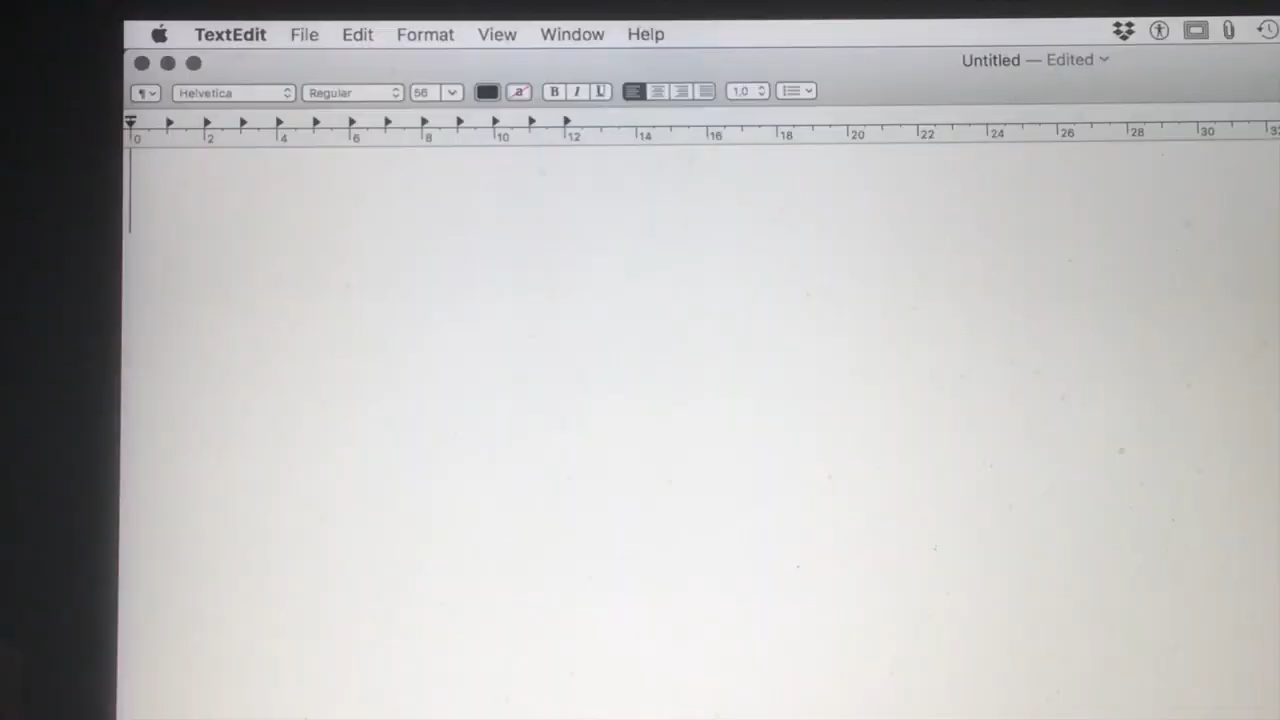 TextEdit File Edit Format View Window Help
Untitled — Edited
¶ Helvetica Regular 56 a B I U 1.0
0 2 4 6 8 10 12 14 16 18 20 22 24 26 28 30 32